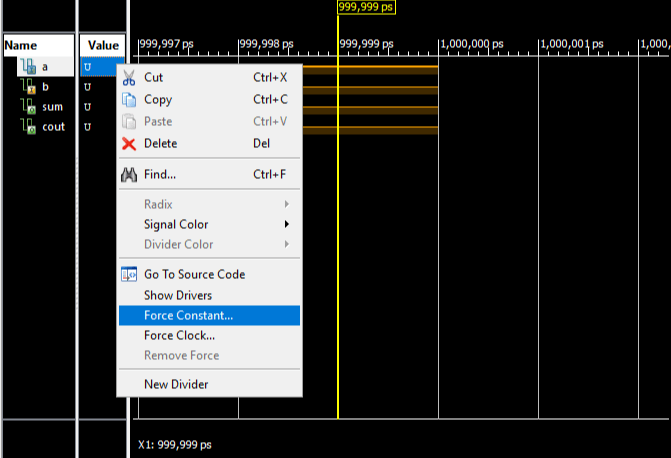 999,999 ps
Name Value 999,997 ps 999,998 ps 999,999 ps 1,000,000 ps 1,000,001 ps 1,000,
a U
b U
sum U
cout U
Cut Ctrl+X
Copy Ctrl+C
Paste Ctrl+V
Delete Del
Find... Ctrl+F
Radix
Signal Color
Divider Color
Go To Source Code
Show Drivers
Force Constant...
Force Clock...
Remove Force
New Divider
X1: 999,999 ps